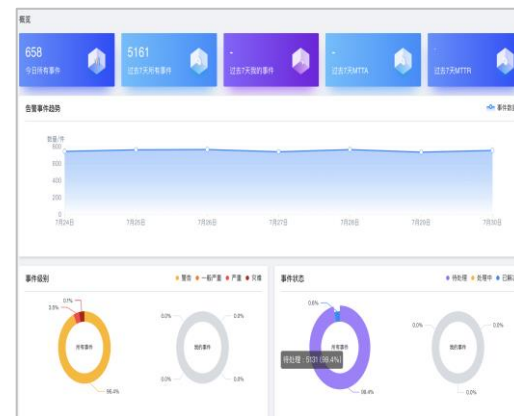 概览
658
今日所有事件
5161
过去7天所有事件
-
过去7天我的事件
-
过去7天MTTA
-
过去7天MTTR
告警事件趋势
事件数量
数量/件
800
600
400
200
0
7月24日 7月25日 7月26日 7月27日 7月28日 7月29日 7月30日
事件级别
警告 一般严重 严重 灾难
所有事件
我的事件
0.0% 0.0%
0.0% 0.0%
事件状态
待处理 处理中 已解决
0.6%
所有事件
待处理 : 5131 (99.4%)
99.4%
我的事件
0.0% 0.0%
0.0%